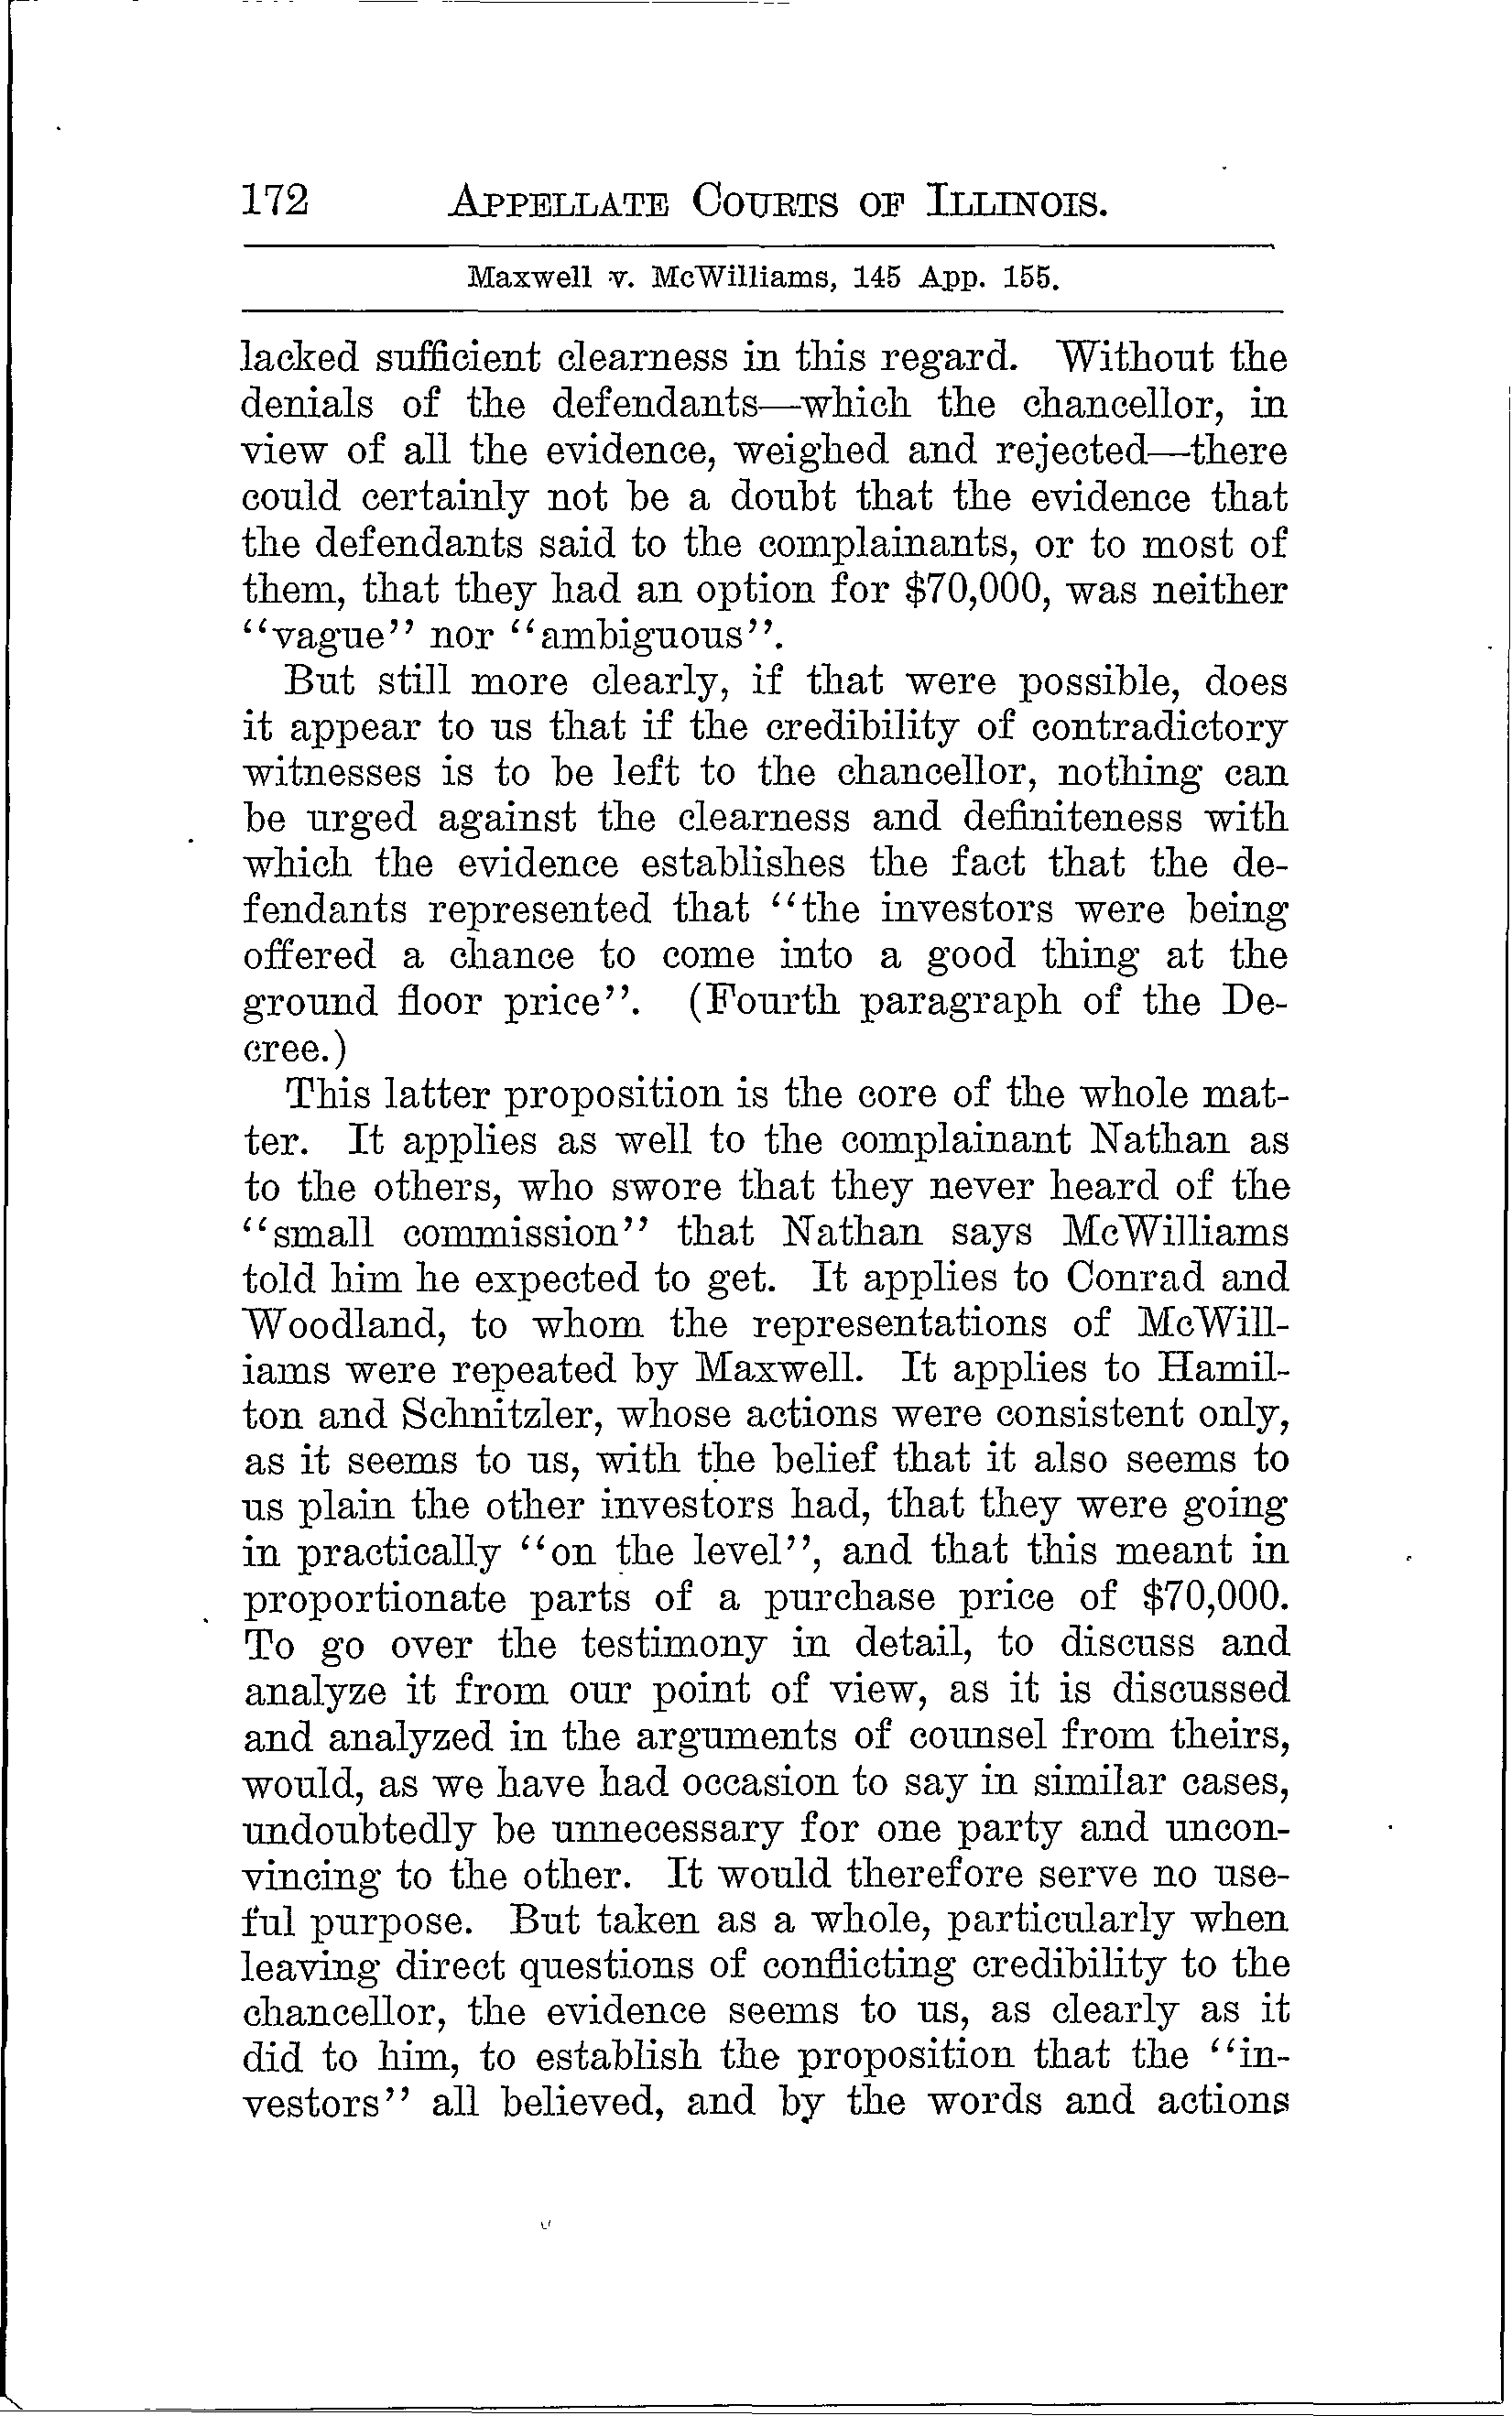 172 APPELLATE COURTS OF ILLINOIS.
Maxwell v. McWilliams, 145 App. 155.
lacked sufficient clearness in this regard. Without the
denials of the defendants—which the chancellor, in
view of all the evidence, weighed and rejected—there
could certainly not be a doubt that the evidence that
the defendants said to the complainants, or to most of
them, that they had an option for $70,000, was neither
“vague” nor “ambiguous”.
But still more clearly, if that were possible, does
it appear to us that if the credibility of contradictory
witnesses is to be left to the chancellor, nothing can
be urged against the clearness and definiteness with
which the evidence establishes the fact that the de-
fendants represented that “the investors were being
offered a chance to come into a good thing at the
ground floor price”. (Fourth paragraph of the De-
cree.)
This latter proposition is the core of the whole mat-
ter. It applies as well to the complainant Nathan as
to the others, who swore that they never heard of the
“small commission” that Nathan says McWilliams
told him he expected to get. It applies to Conrad and
Woodland, to whom the representations of McWill-
iams were repeated by Maxwell. It applies to Hamil-
ton and Schnitzler, whose actions were consistent only,
as it seems to us, with the belief that it also seems to
us plain the other investors had, that they were going
in practically “on the level”, and that this meant in
proportionate parts of a purchase price of $70,000.
To go over the testimony in detail, to discuss and
analyze it from our point of view, as it is discussed
and analyzed in the arguments of counsel from theirs,
would, as we have had occasion to say in similar cases,
undoubtedly be unnecessary for one party and uncon-
vincing to the other. It would therefore serve no use-
ful purpose. But taken as a whole, particularly when
leaving direct questions of conflicting credibility to the
chancellor, the evidence seems to us, as clearly as it
did to him, to establish the proposition that the “in-
vestors” all believed, and by the words and actions